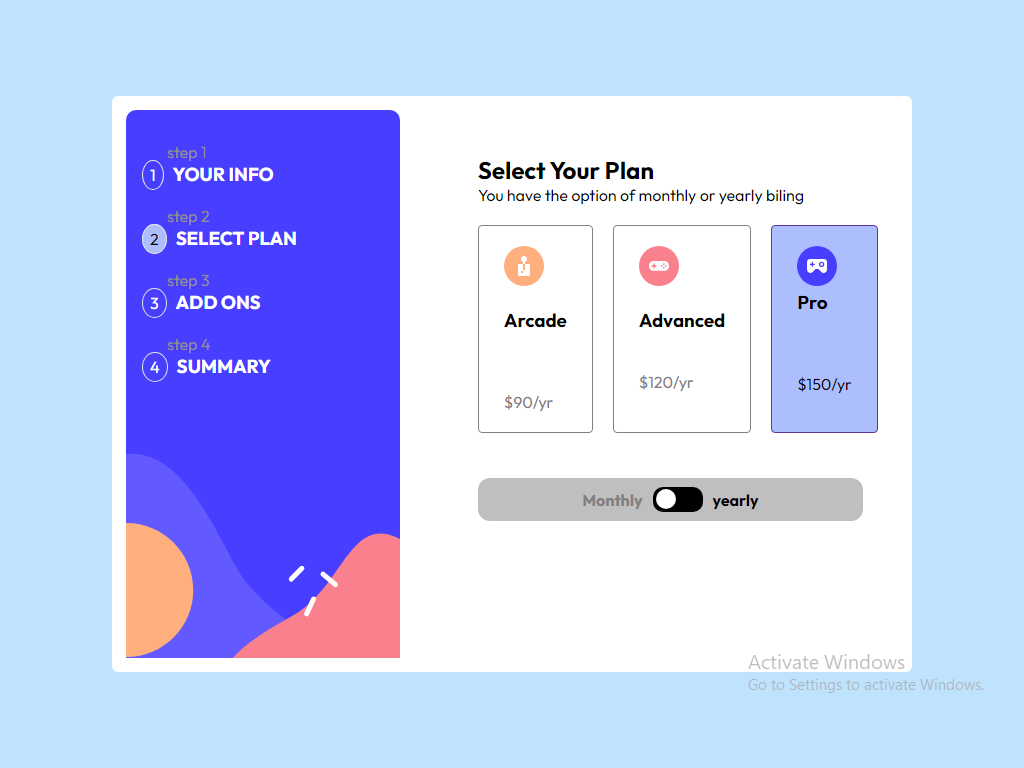 step 1
1 YOUR INFO
step 2
2 SELECT PLAN
step 3
3 ADD ONS
step 4
4 SUMMARY
Select Your Plan
You have the option of monthly or yearly biling
Arcade
$90/yr
Advanced
$120/yr
Pro
$150/yr
Monthly yearly
Activate Windows
Go to Settings to activate Windows.